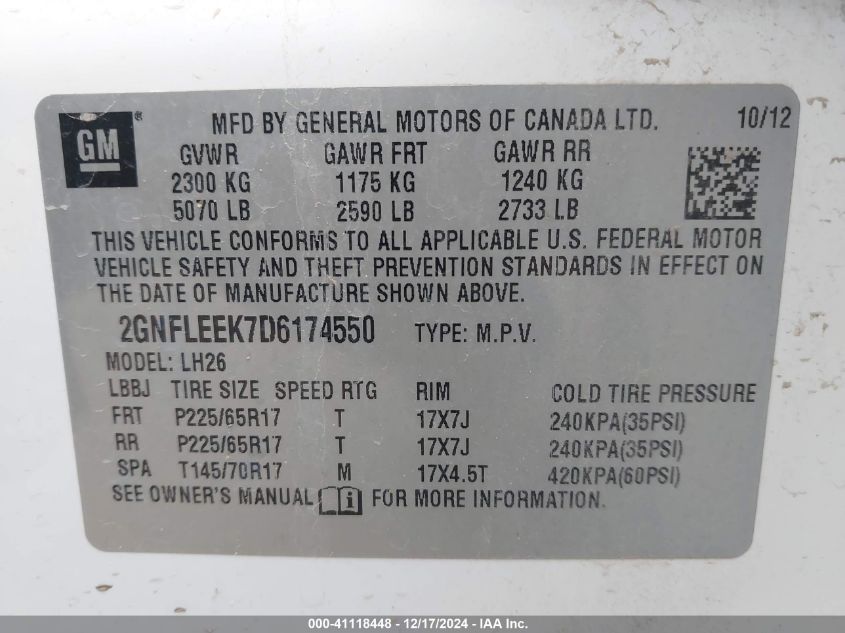 GM ® MFD BY GENERAL MOTORS OF CANADA LTD. 10/12
GVWR GAWR FRT GAWR RR
2300 KG 1175 KG 1240 KG
5070 LB 2590 LB 2733 LB
THIS VEHICLE CONFORMS TO ALL APPLICABLE U.S. FEDERAL MOTOR
VEHICLE SAFETY AND THEFT PREVENTION STANDARDS IN EFFECT ON
THE DATE OF MANUFACTURE SHOWN ABOVE.
2GNFLEEK7D6174550 TYPE: M.P.V.
MODEL: LH26
LBBJ TIRE SIZE SPEED RTG RIM COLD TIRE PRESSURE
FRT P225/65R17 T 17X7J 240KPA(35PSI)
RR P225/65R17 T 17X7J 240KPA(35PSI)
SPA T145/70R17 M 17X4.5T 420KPA(60PSI)
SEE OWNER'S MANUAL i FOR MORE INFORMATION.
000-41118448 - 12/17/2024 - IAA Inc.